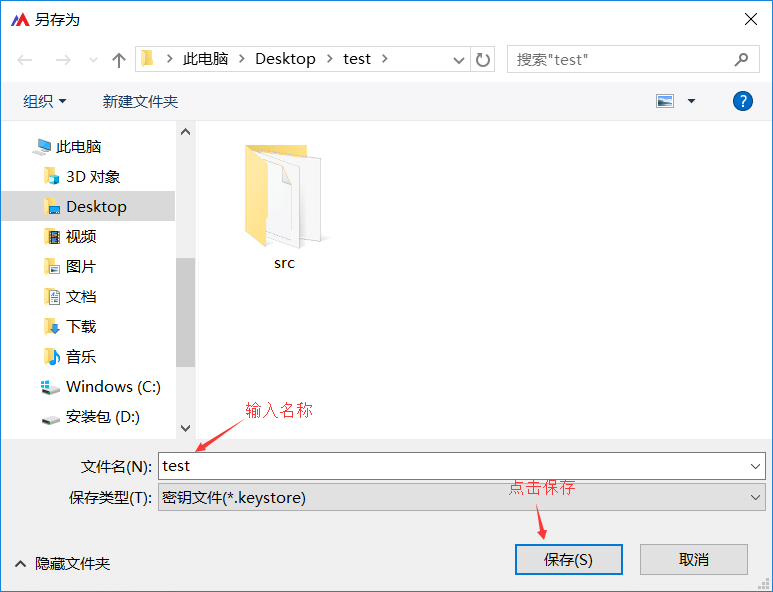 另存为
此电脑 > Desktop > test >
搜索"test"
组织
新建文件夹
?
此电脑
3D 对象
Desktop
视频
图片
文档
下载
音乐
Windows (C:)
安装包 (D:)
src
输入名称
文件名(N): test
保存类型(T): 密钥文件(*.keystore)
点击保存
隐藏文件夹
保存(S)
取消